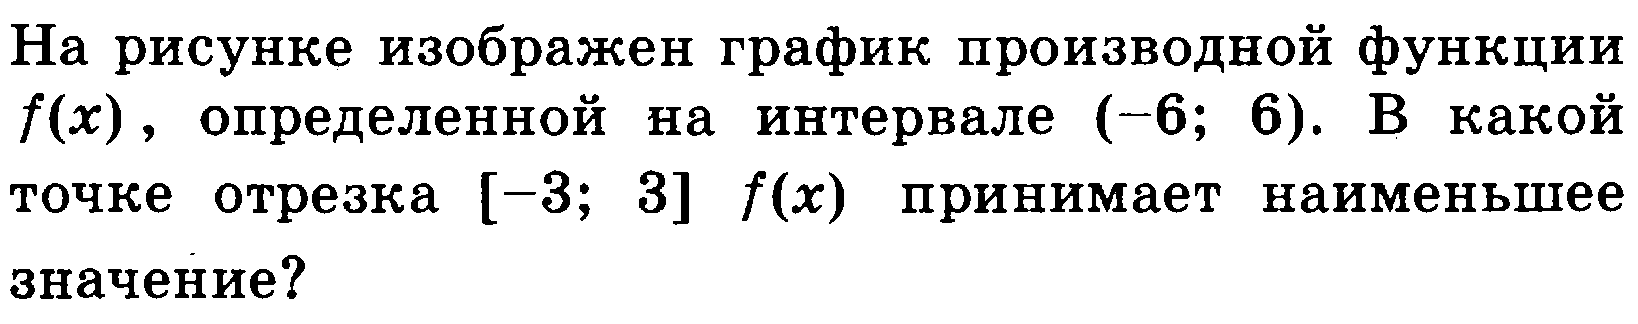 На рисунке изображен график производной функции
f(x), определенной на интервале (−6; 6). В какой
точке отрезка [−3; 3] f(x) принимает наименьшее
значение?